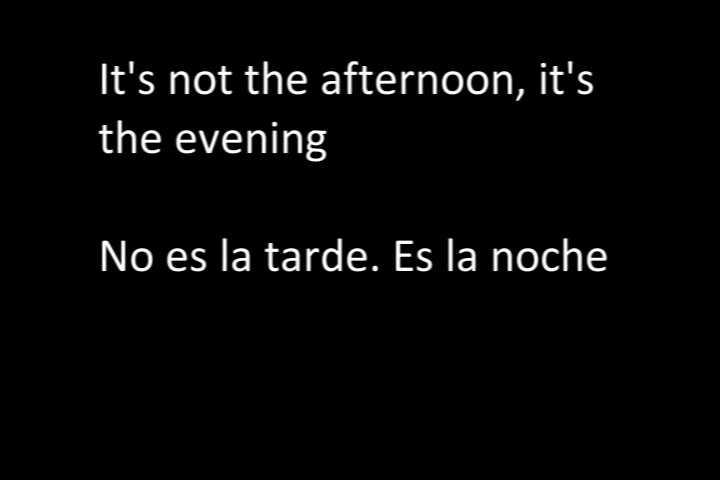 It's not the afternoon, it's
the evening
No es la tarde. Es la noche